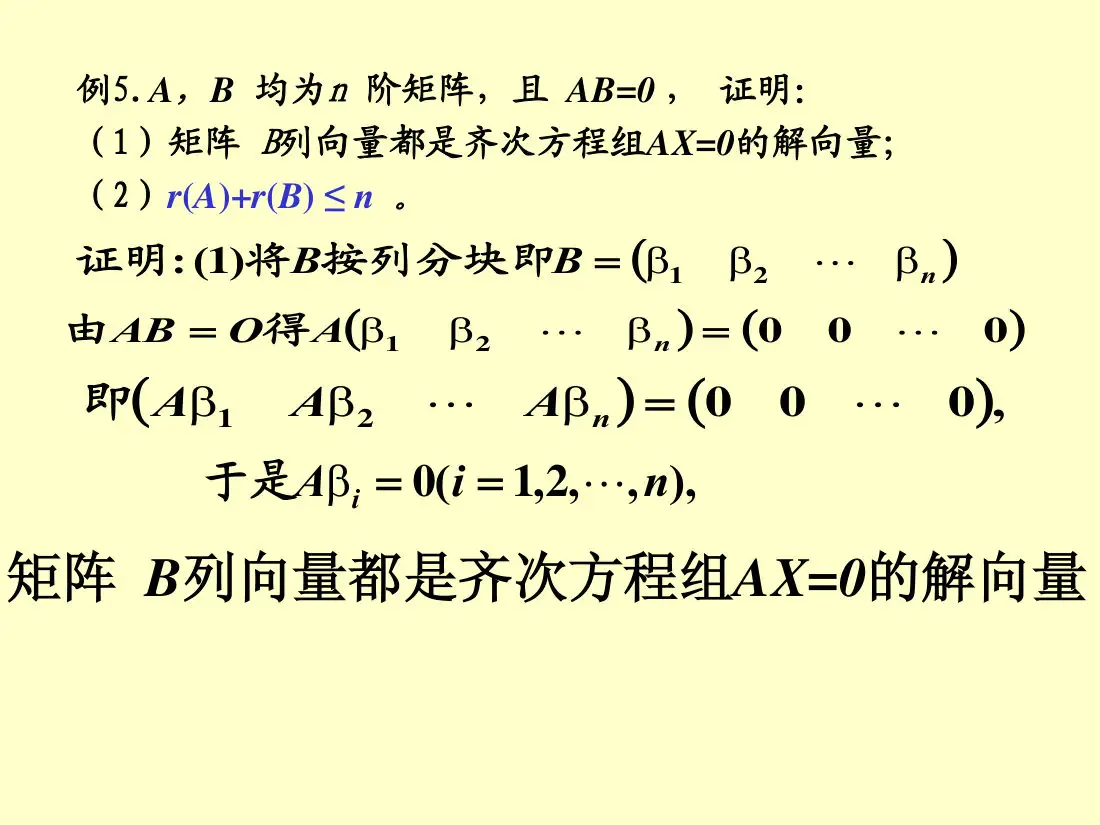 例5. A，B 均为n 阶矩阵，且 AB=0 ， 证明:
（1）矩阵 B列向量都是齐次方程组AX=0的解向量;
（2）r(A)+r(B) ≤ n 。
证明: (1)将B按列分块即B = (β₁ β₂ ⋯ βₙ)
由AB = O得A(β₁ β₂ ⋯ βₙ) = (0 0 ⋯ 0)
即(Aβ₁ Aβ₂ ⋯ Aβₙ) = (0 0 ⋯ 0),
于是Aβᵢ = 0(i = 1,2,⋯,n),
矩阵 B列向量都是齐次方程组AX=0的解向量